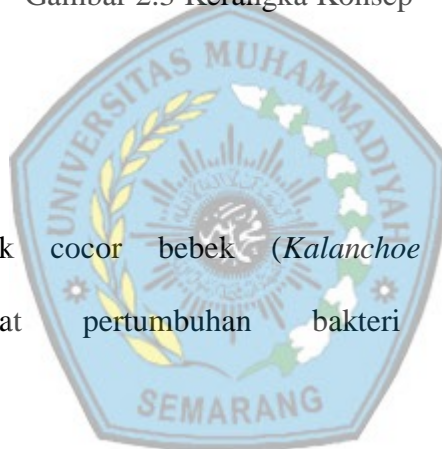 Gambar 2.3 Kerangka Konsep
UNIVERSITAS MUHAMMADIYAH
k cocor bebek (Kalanchoe
at pertumbuhan bakteri
SEMARANG